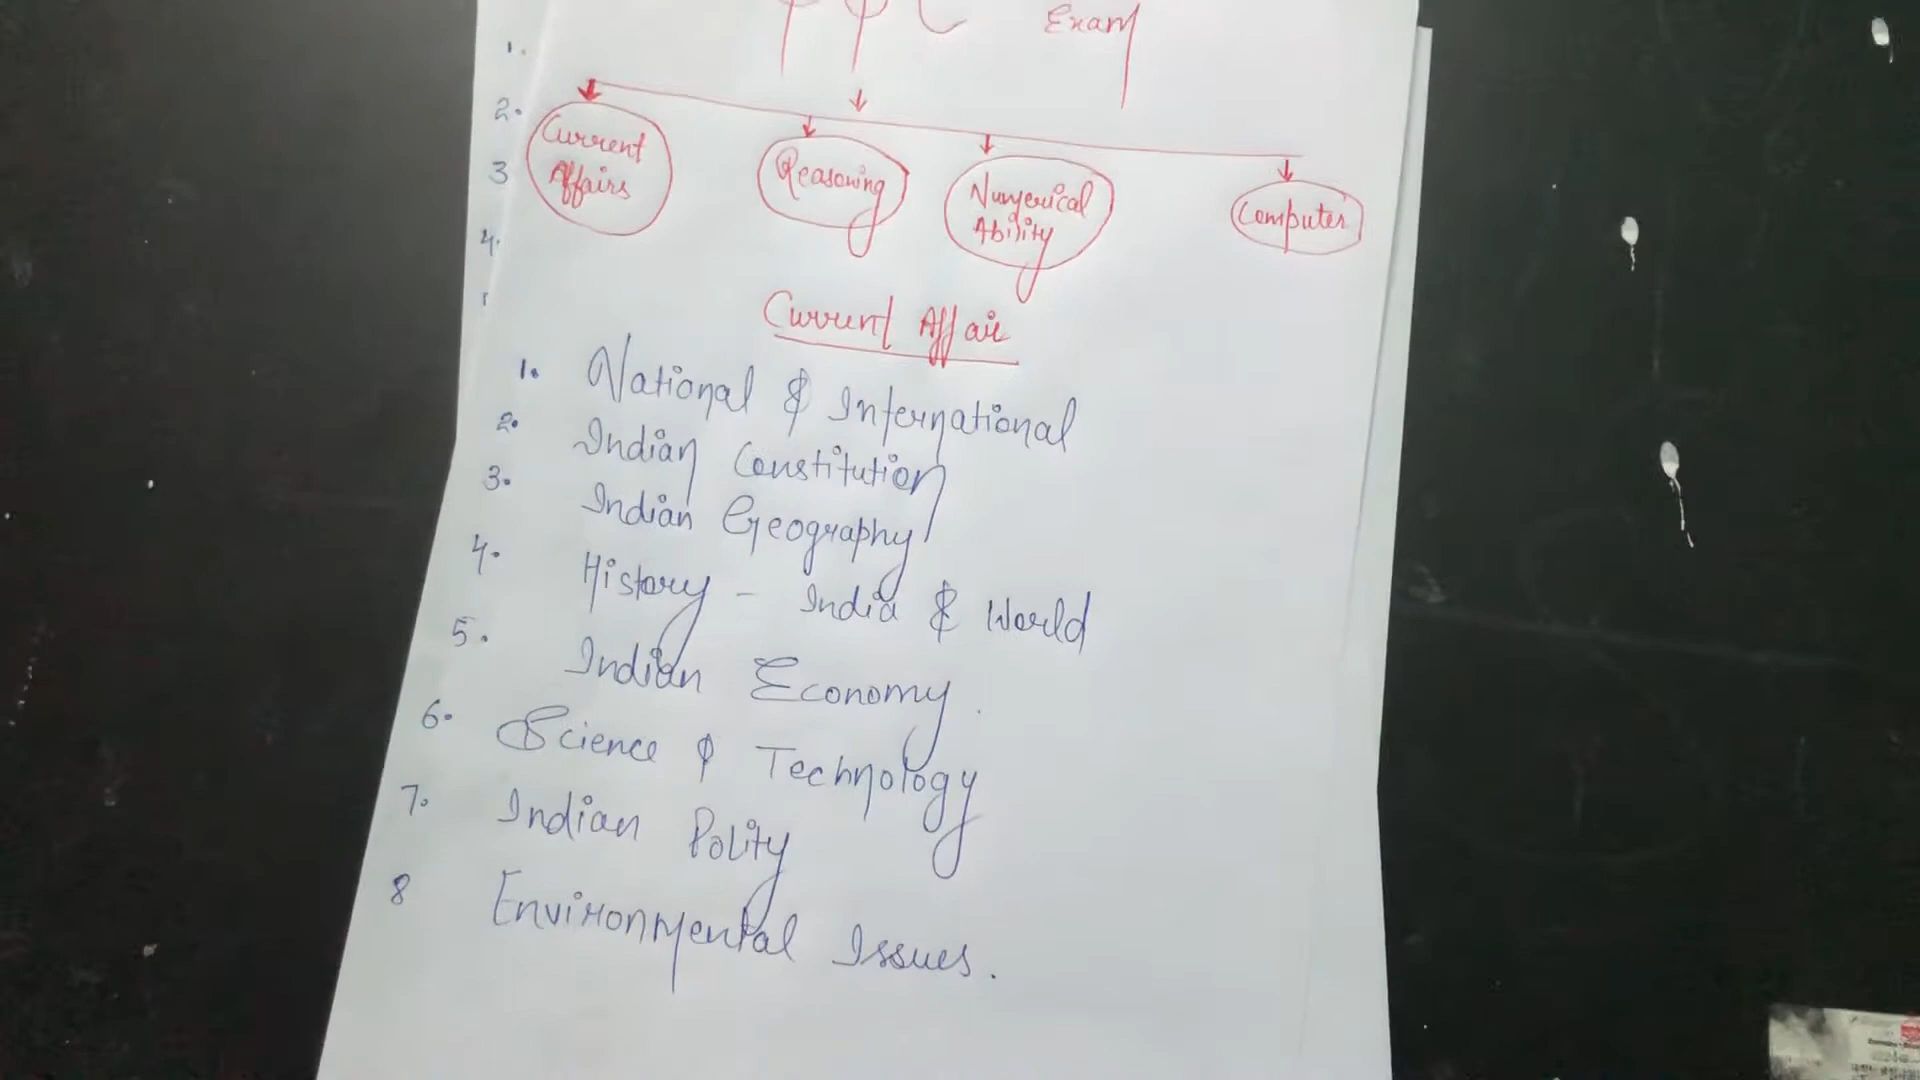 Exam
1.
2.
3
4.
Current Affairs
Reasoning
Numerical Ability
Computer
Current Affair
1. National & International
2. Indian Constitution
3. Indian Geography
4. History - India & World
5. Indian Economy.
6. Science & Technology
7. Indian Polity
8 Environmental Issues.